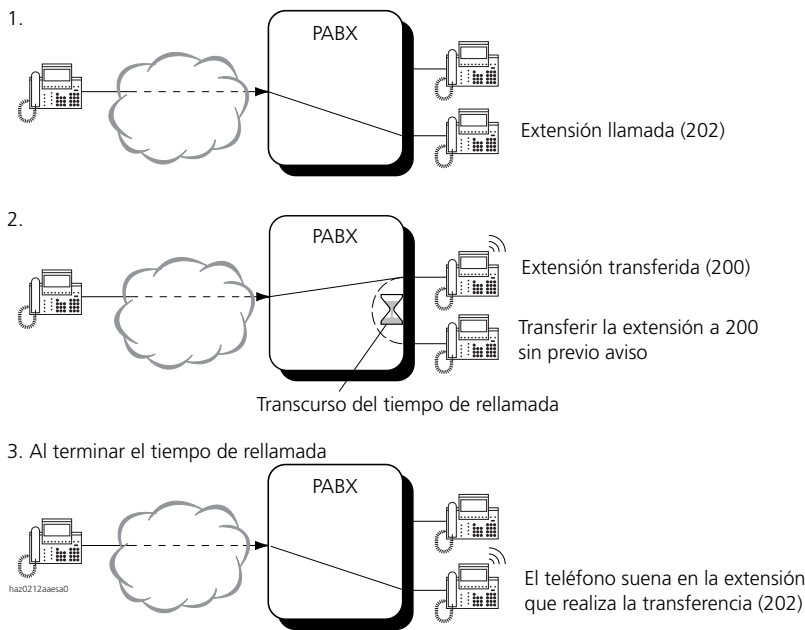 1.
PABX
Extensión llamada (202)
2.
PABX
Extensión transferida (200)
Transferir la extensión a 200
sin previo aviso
Transcurso del tiempo de rellamada
3. Al terminar el tiempo de rellamada
PABX
haz0212aaesa0
El teléfono suena en la extensión
que realiza la transferencia (202)